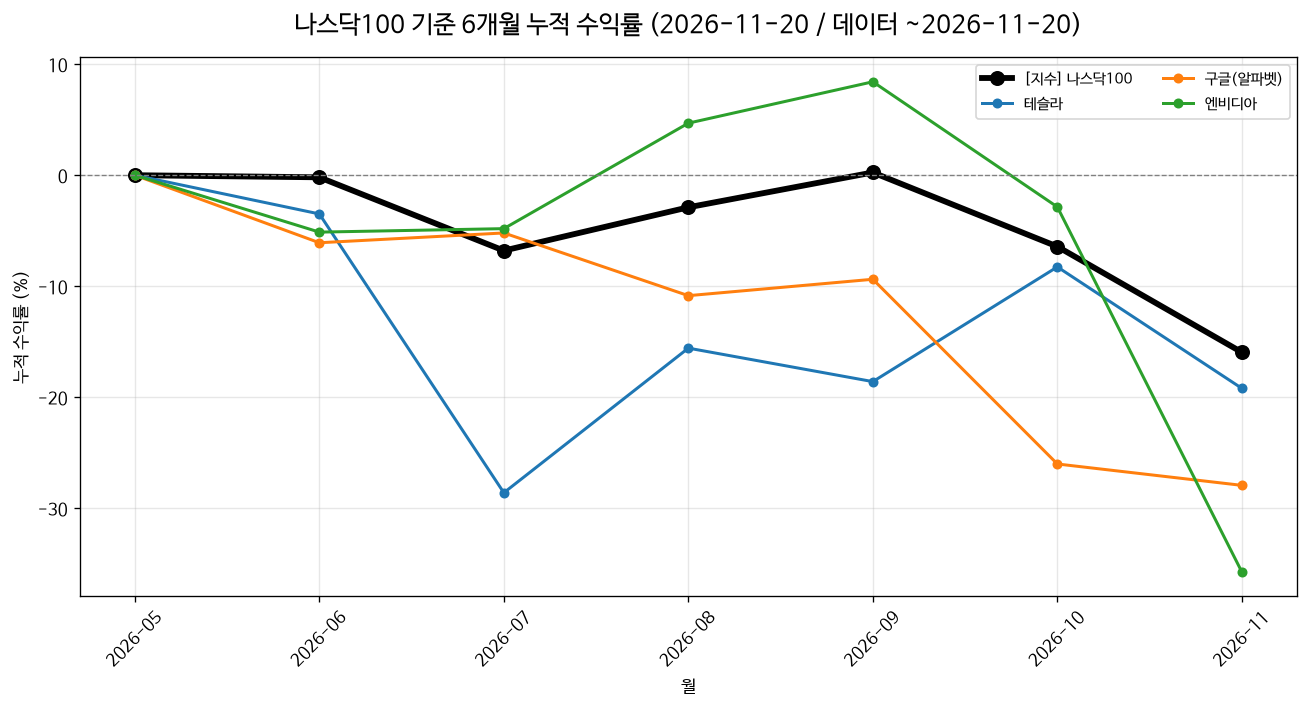 나스닥100 기준 6개월 누적 수익률 (2026-11-20 / 데이터 ~2026-11-20)
[지수] 나스닥100
테슬라
구글(알파벳)
엔비디아
누적 수익률 (%)
10
0
-10
-20
-30
2026-05
2026-06
2026-07
2026-08
2026-09
2026-10
2026-11
월